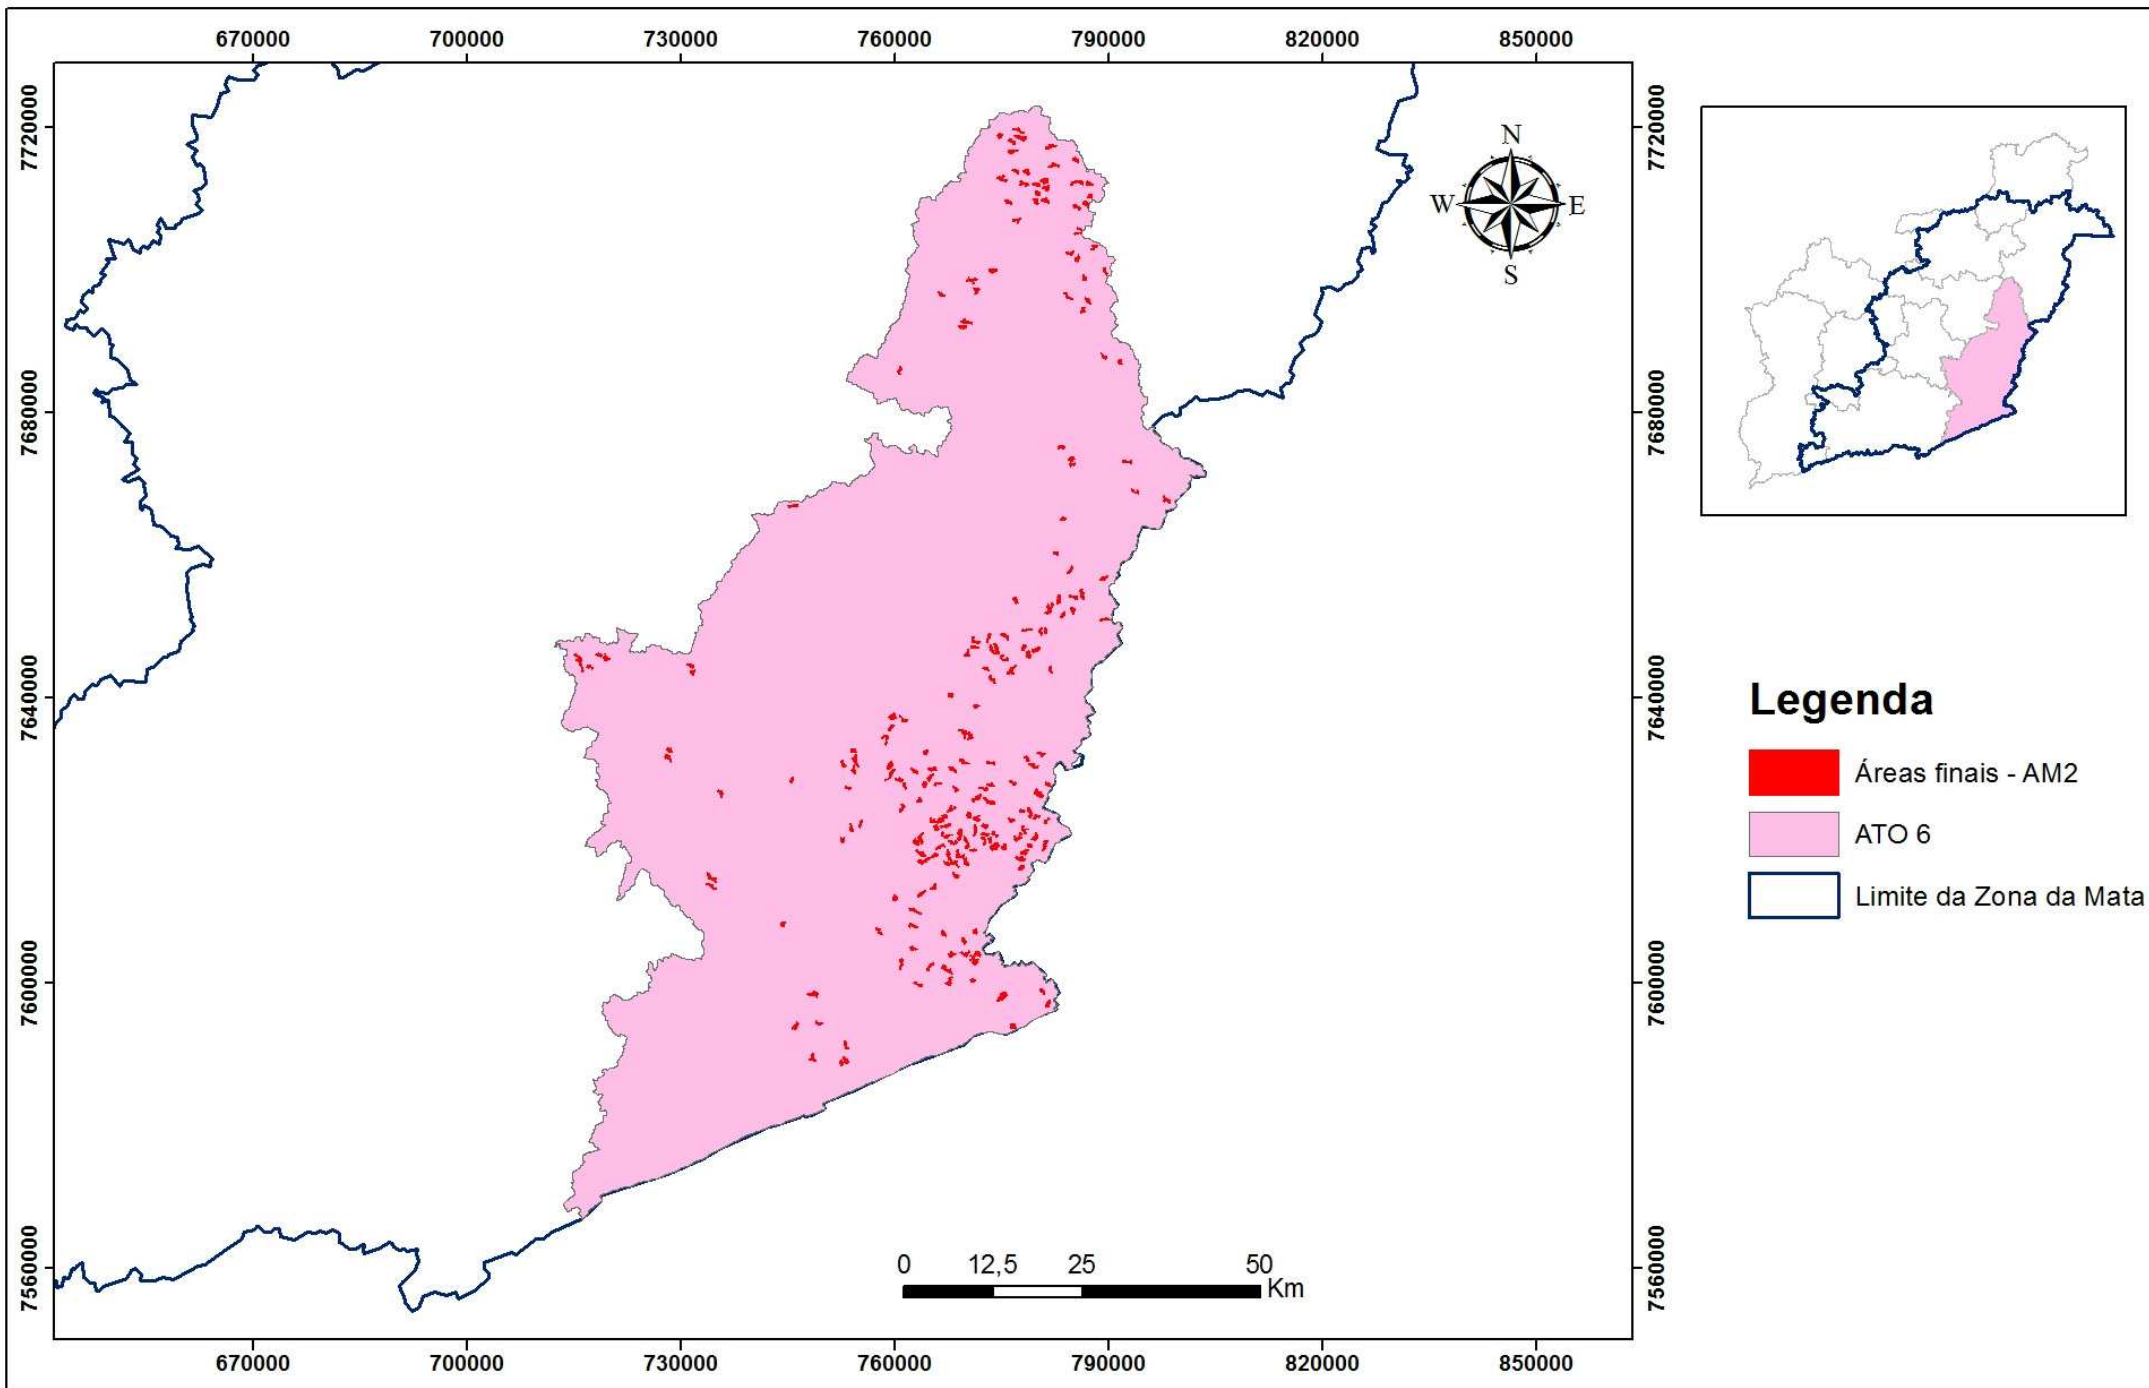 670000 700000 730000 760000 790000 820000 850000
7720000 7720000
N
W E
S
7680000 7680000
7640000 7640000
Legenda
Áreas finais - AM2
ATO 6
Limite da Zona da Mata
7600000 7600000
7560000 7560000
0 12,5 25 50
Km
670000 700000 730000 760000 790000 820000 850000